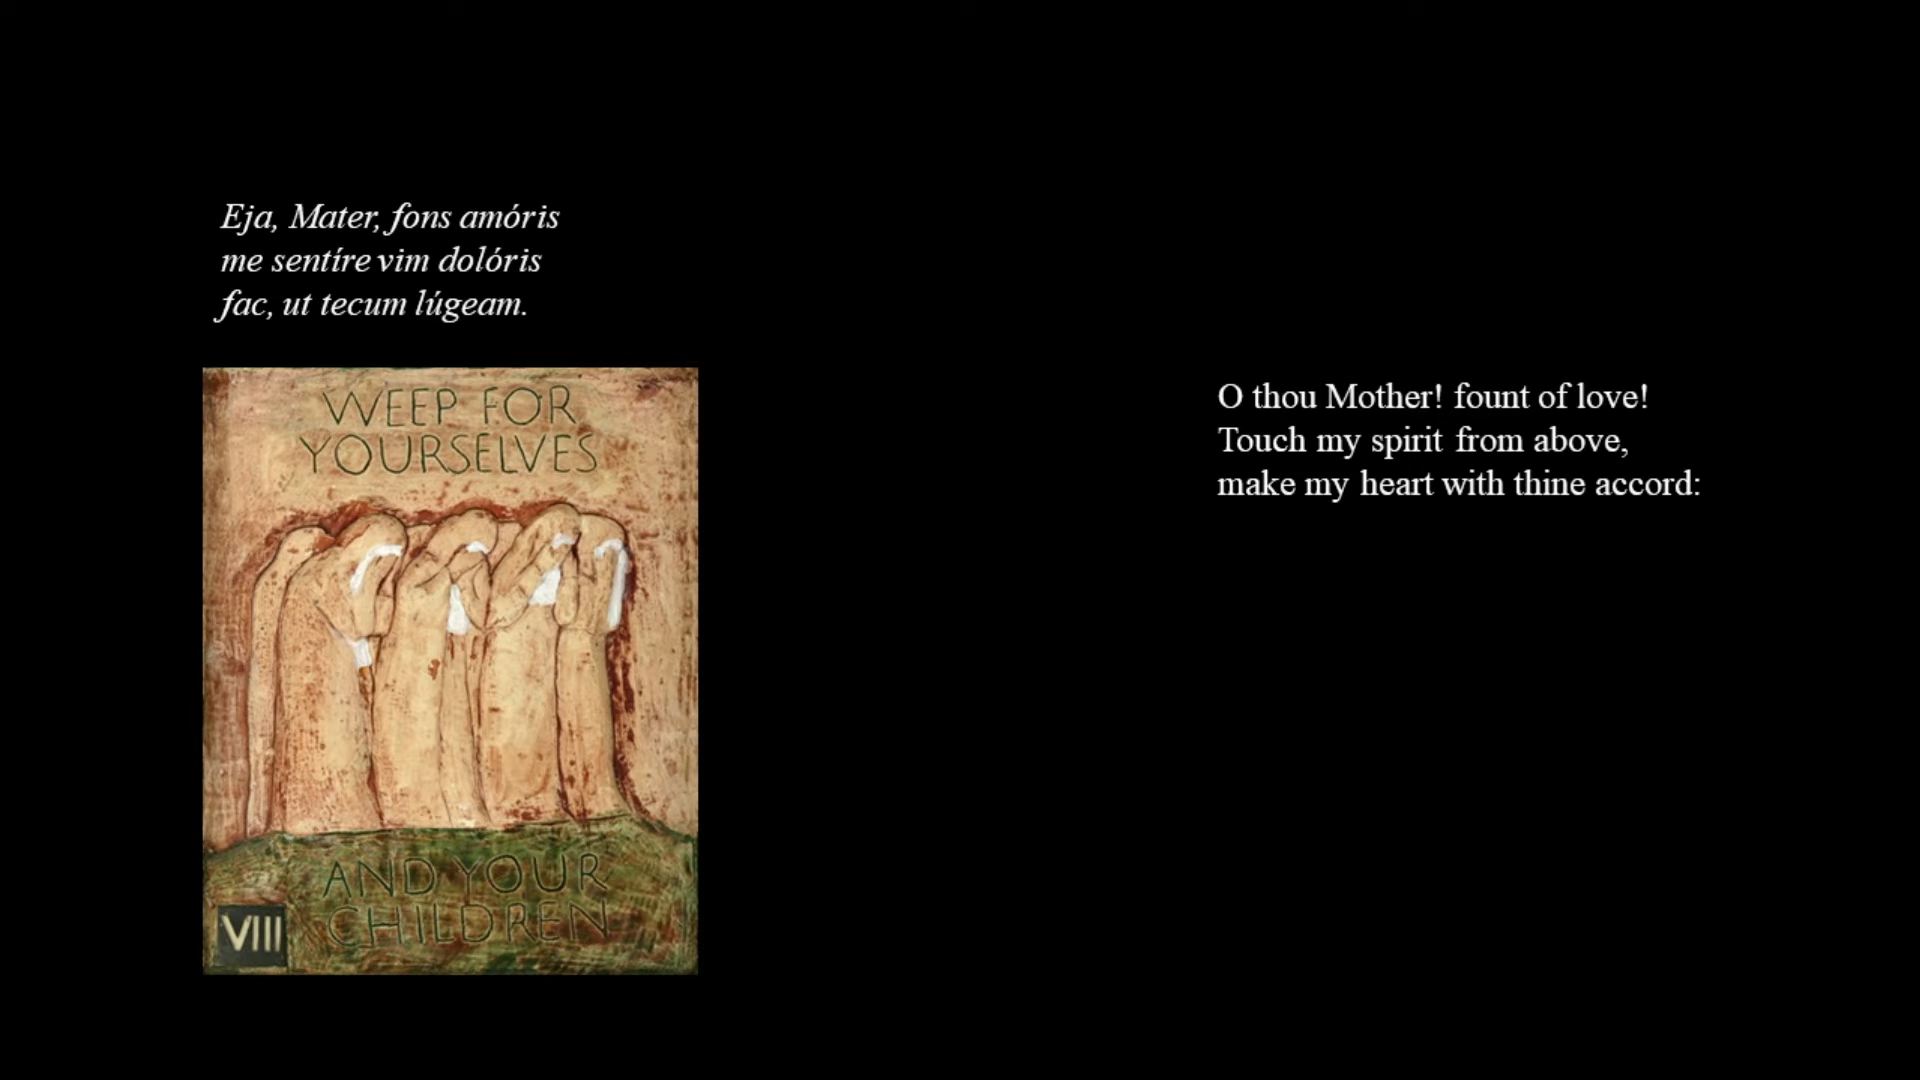 Eja, Mater, fons amóris
me sentíre vim dolóris
fac, ut tecum lúgeam.
WEEP FOR
YOURSELVES
AND YOUR
CHILDREN
VIII
O thou Mother! fount of love!
Touch my spirit from above,
make my heart with thine accord: